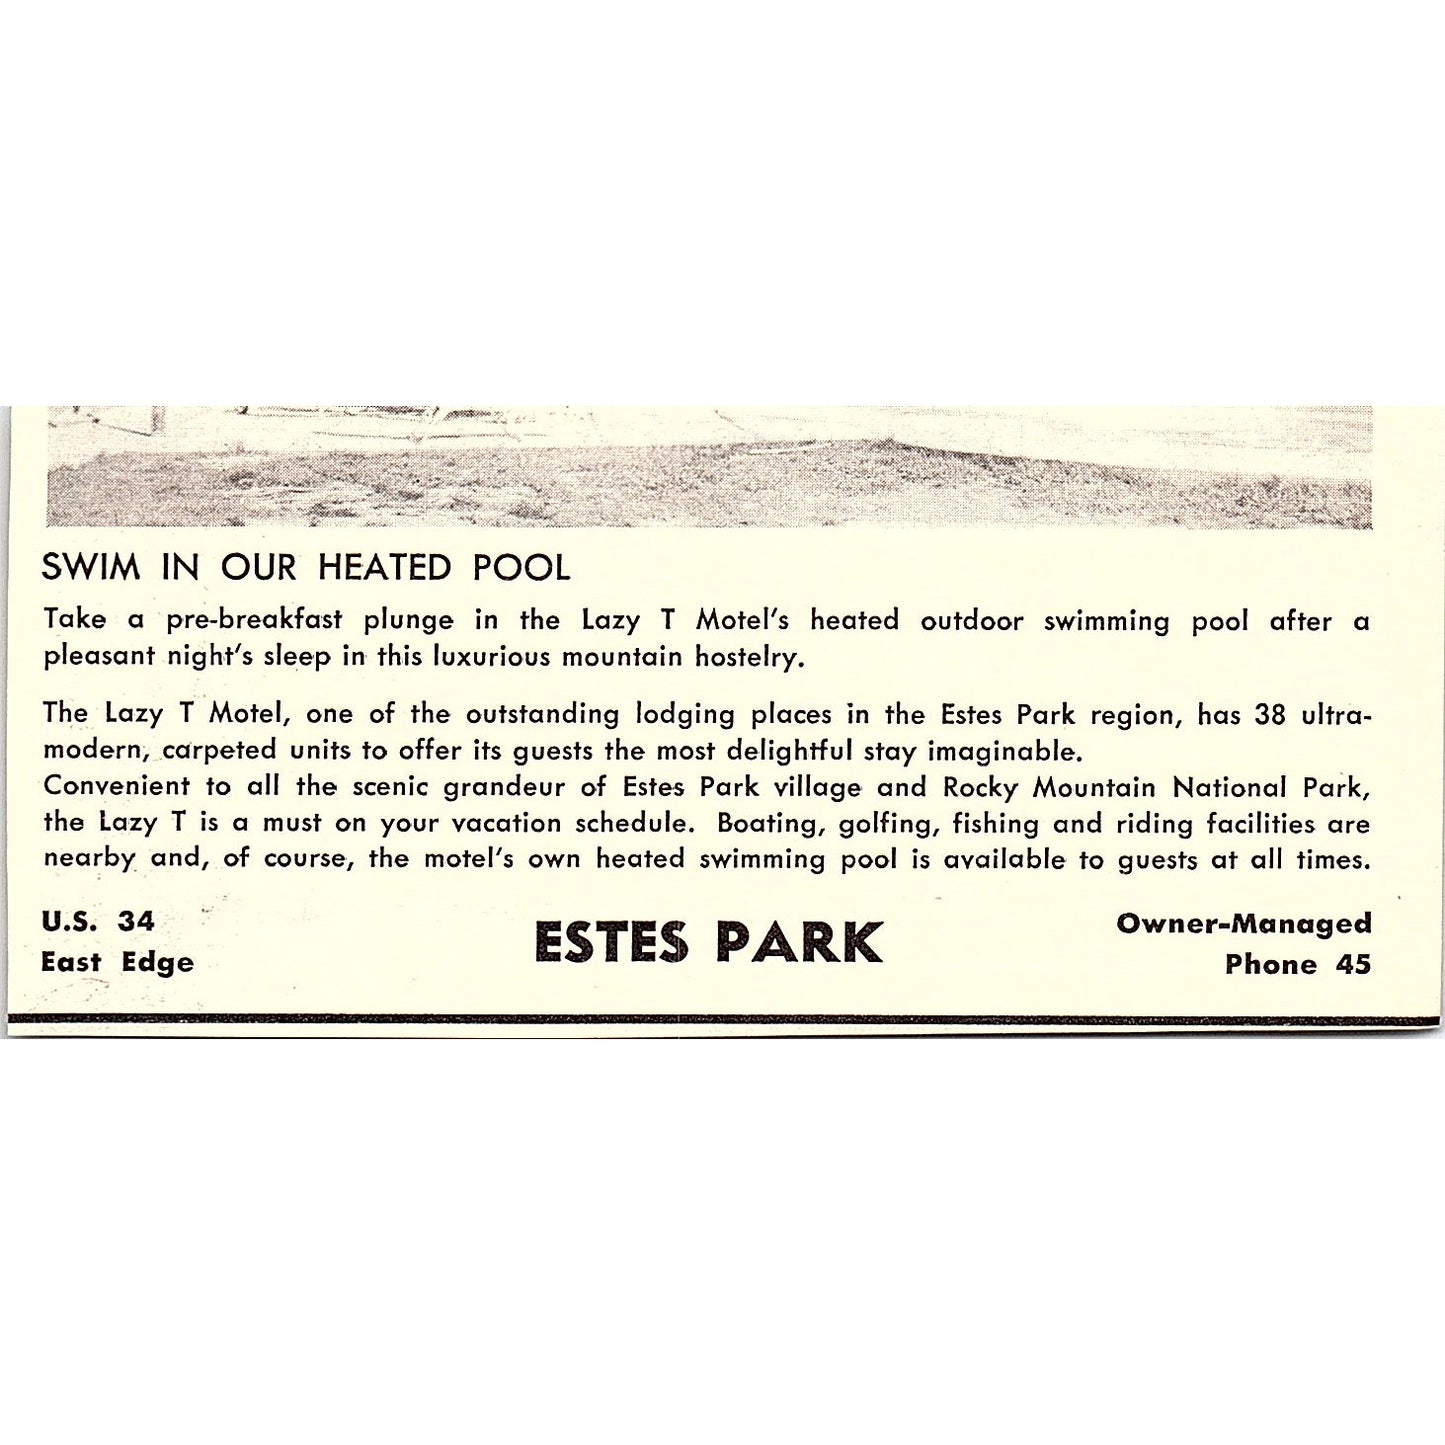 SWIM IN OUR HEATED POOL
Take a pre-breakfast plunge in the Lazy T Motel's heated outdoor swimming pool after a
pleasant night's sleep in this luxurious mountain hostelry.
The Lazy T Motel, one of the outstanding lodging places in the Estes Park region, has 38 ultra-
modern, carpeted units to offer its guests the most delightful stay imaginable.
Convenient to all the scenic grandeur of Estes Park village and Rocky Mountain National Park,
the Lazy T is a must on your vacation schedule. Boating, golfing, fishing and riding facilities are
nearby and, of course, the motel's own heated swimming pool is available to guests at all times.
U.S. 34
East Edge
ESTES PARK
Owner-Managed
Phone 45